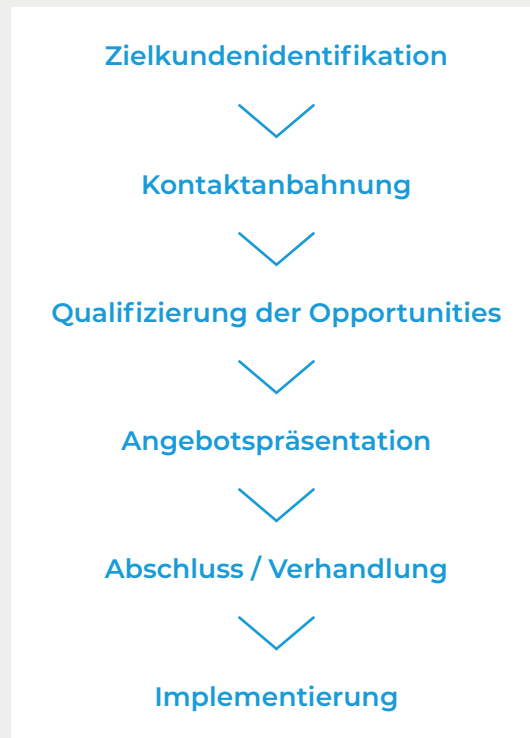 Zielkundenidentifikation
Kontaktanbahnung
Qualifizierung der Opportunities
Angebotspräsentation
Abschluss / Verhandlung
Implementierung